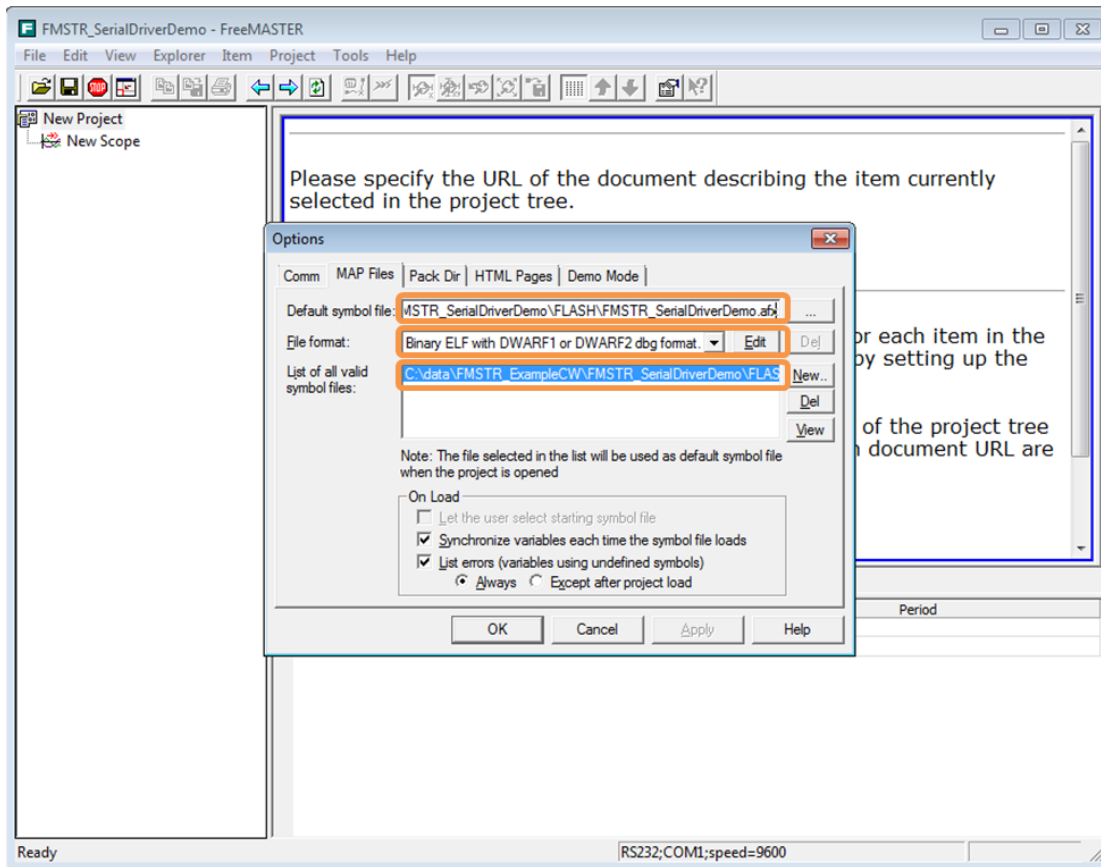 FMSTR_SerialDriverDemo - FreeMASTER
File Edit View Explorer Item Project Tools Help
STOP
New Project
New Scope
Please specify the URL of the document describing the item currently
selected in the project tree.
Options
Comm MAP Files Pack Dir HTML Pages Demo Mode
Default symbol file: MSTR_SerialDriverDemo\FLASH\FMSTR_SerialDriverDemo.afx ...
File format: Binary ELF with DWARF1 or DWARF2 dbg format. Edit Del
List of all valid
symbol files:
C:\data\FMSTR_ExampleCW\FMSTR_SerialDriverDemo\FLAS New..
Del
View
Note: The file selected in the list will be used as default symbol file
when the project is opened
On Load
Let the user select starting symbol file
Synchronize variables each time the symbol file loads
List errors (variables using undefined symbols)
Always Except after project load
OK Cancel Apply Help
or each item in the
by setting up the
of the project tree
document URL are
Period
Ready RS232;COM1;speed=9600